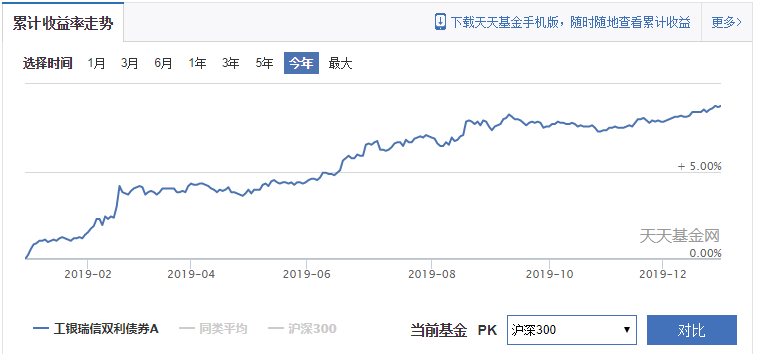 累计收益率走势 下载天天基金手机版，随时随地查看累计收益 更多>
选择时间 1月 3月 6月 1年 3年 5年 今年 最大
+ 5.00%
天天基金网
0.00%
2019-02 2019-04 2019-06 2019-08 2019-10 2019-12
工银瑞信双利债券A 同类平均 沪深300 当前基金 PK 沪深300 ▼ 对比